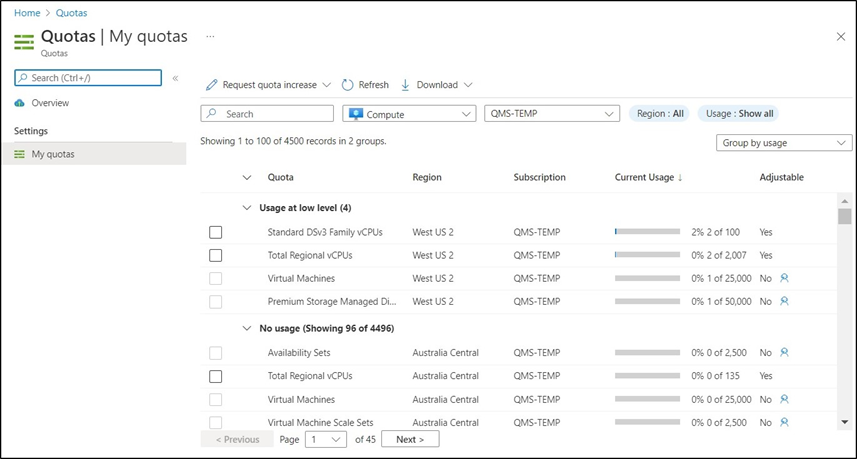 Home > Quotas
Quotas | My quotas ...
Quotas
Search (Ctrl+/) «
Overview
Settings
My quotas
Request quota increase Refresh Download
Search Compute QMS-TEMP Region : All Usage : Show all
Showing 1 to 100 of 4500 records in 2 groups.
Group by usage
Quota Region Subscription Current Usage ↓ Adjustable
Usage at low level (4)
Standard DSv3 Family vCPUs West US 2 QMS-TEMP 2% 2 of 100 Yes
Total Regional vCPUs West US 2 QMS-TEMP 0% 2 of 2,007 Yes
Virtual Machines West US 2 QMS-TEMP 0% 1 of 25,000 No
Premium Storage Managed Di... West US 2 QMS-TEMP 0% 1 of 50,000 No
No usage (Showing 96 of 4496)
Availability Sets Australia Central QMS-TEMP 0% 0 of 2,500 No
Total Regional vCPUs Australia Central QMS-TEMP 0% 0 of 135 Yes
Virtual Machines Australia Central QMS-TEMP 0% 0 of 25,000 No
Virtual Machine Scale Sets Australia Central QMS-TEMP 0% 0 of 2,500 No
< Previous Page 1 of 45 Next >